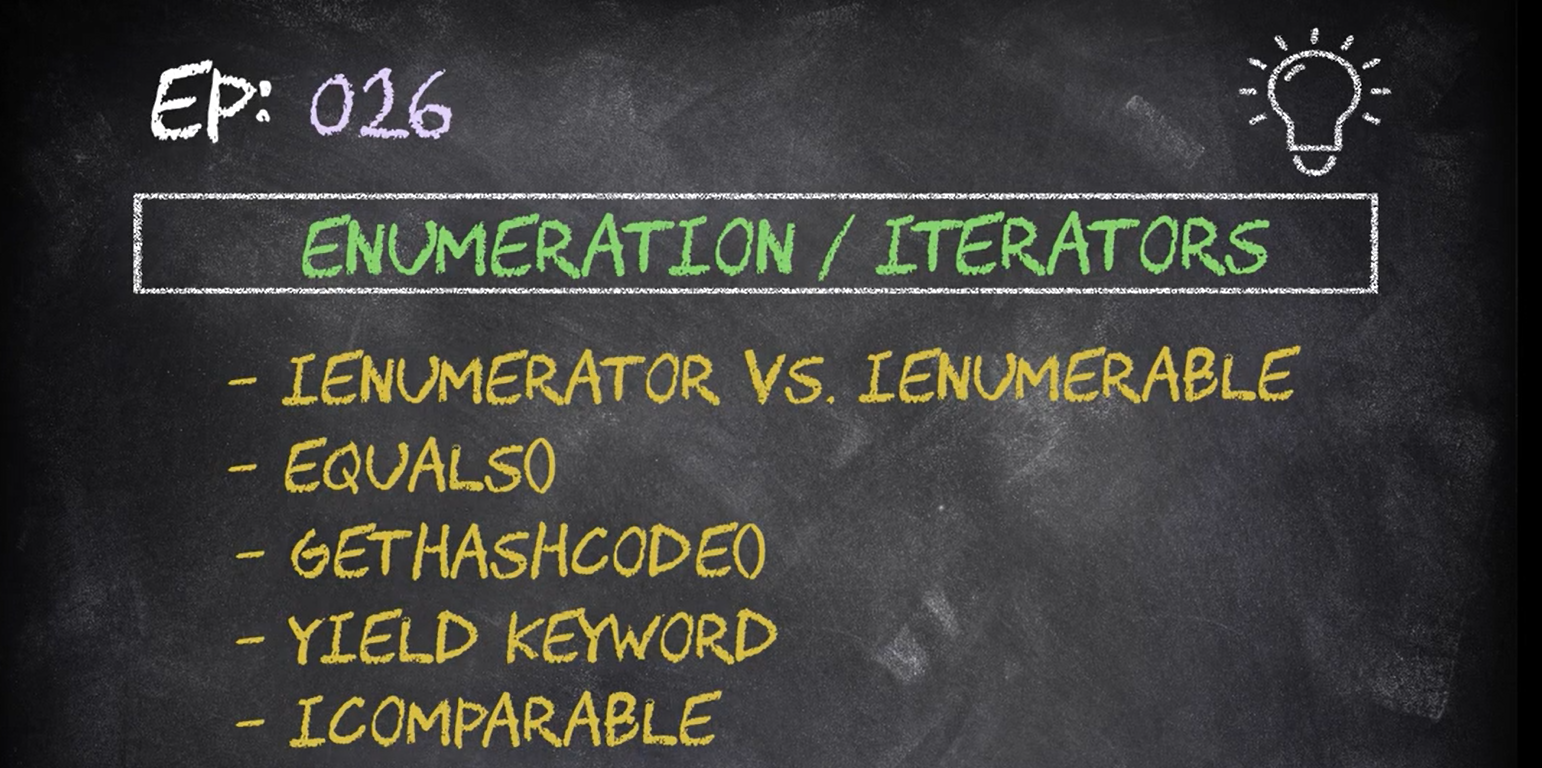 EP: 026
ENUMERATION / ITERATORS
- IENUMERATOR VS. IENUMERABLE
- EQUALS()
- GETHASHCODE()
- YIELD KEYWORD
- ICOMPARABLE